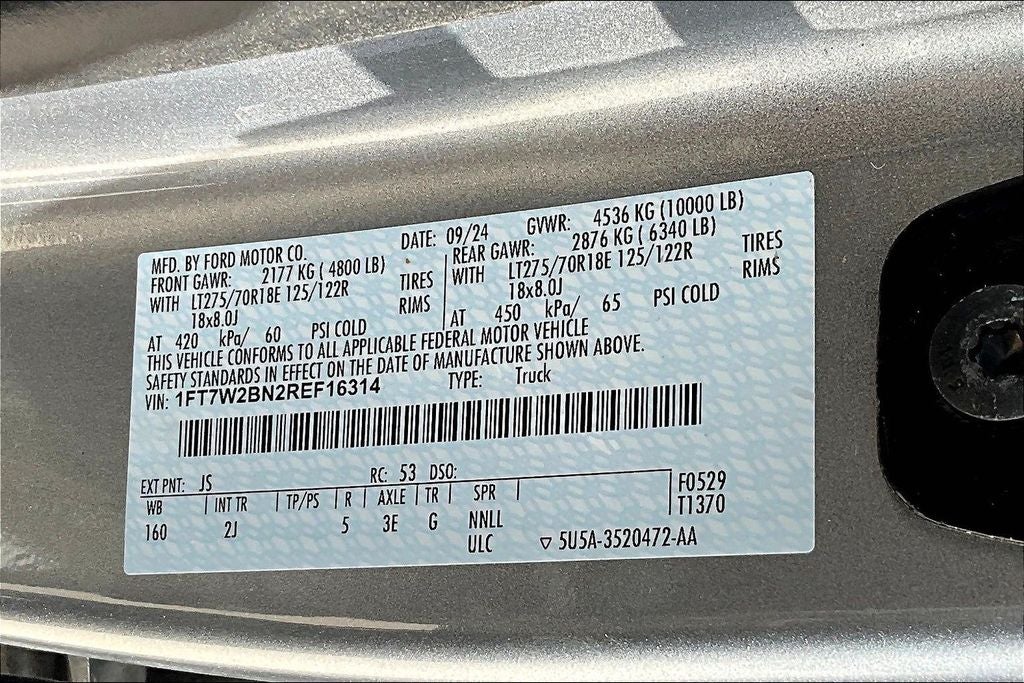 MFD. BY FORD MOTOR CO.
DATE: 09/24
GVWR: 4536 KG (10000 LB)
FRONT GAWR: 2177 KG ( 4800 LB)
WITH LT275/70R18E 125/122R TIRES
18x8.0J RIMS
AT 420 kPa/ 60 PSI COLD
REAR GAWR: 2876 KG ( 6340 LB)
WITH LT275/70R18E 125/122R TIRES
18x8.0J RIMS
AT 450 kPa/ 65 PSI COLD
THIS VEHICLE CONFORMS TO ALL APPLICABLE FEDERAL MOTOR VEHICLE
SAFETY STANDARDS IN EFFECT ON THE DATE OF MANUFACTURE SHOWN ABOVE.
VIN: 1FT7W2BN2REF16314 TYPE: Truck
EXT PNT: JS RC: 53 DSO:
WB INT TR TP/PS R AXLE TR SPR F0529
160 2J 5 3E G NNLL T1370
ULC 5U5A-3520472-AA